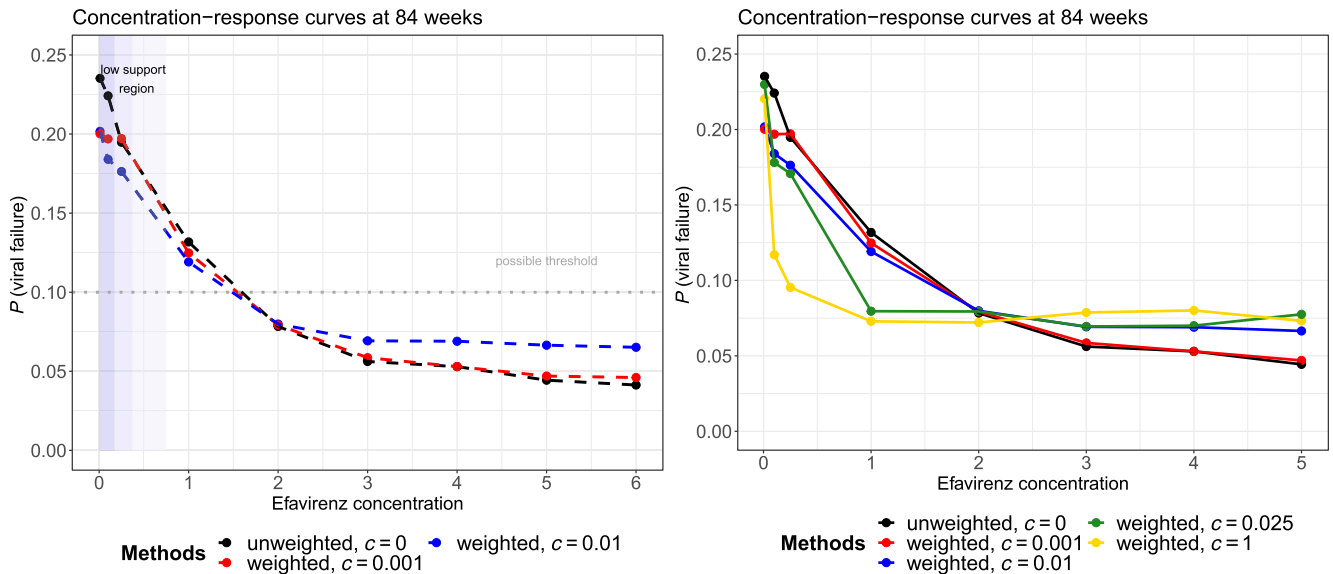 Concentration−response curves at 84 weeks
0.25
0.20
0.15
0.10
0.05
0.00
P (viral failure)
low support
region
possible threshold
0 1 2 3 4 5 6
Efavirenz concentration
Methods
unweighted, c = 0
weighted, c = 0.01
weighted, c = 0.001
Concentration−response curves at 84 weeks
0.25
0.20
0.15
0.10
0.05
0.00
P (viral failure)
0 1 2 3 4 5
Efavirenz concentration
Methods
unweighted, c = 0
weighted, c = 0.025
weighted, c = 0.001
weighted, c = 1
weighted, c = 0.01